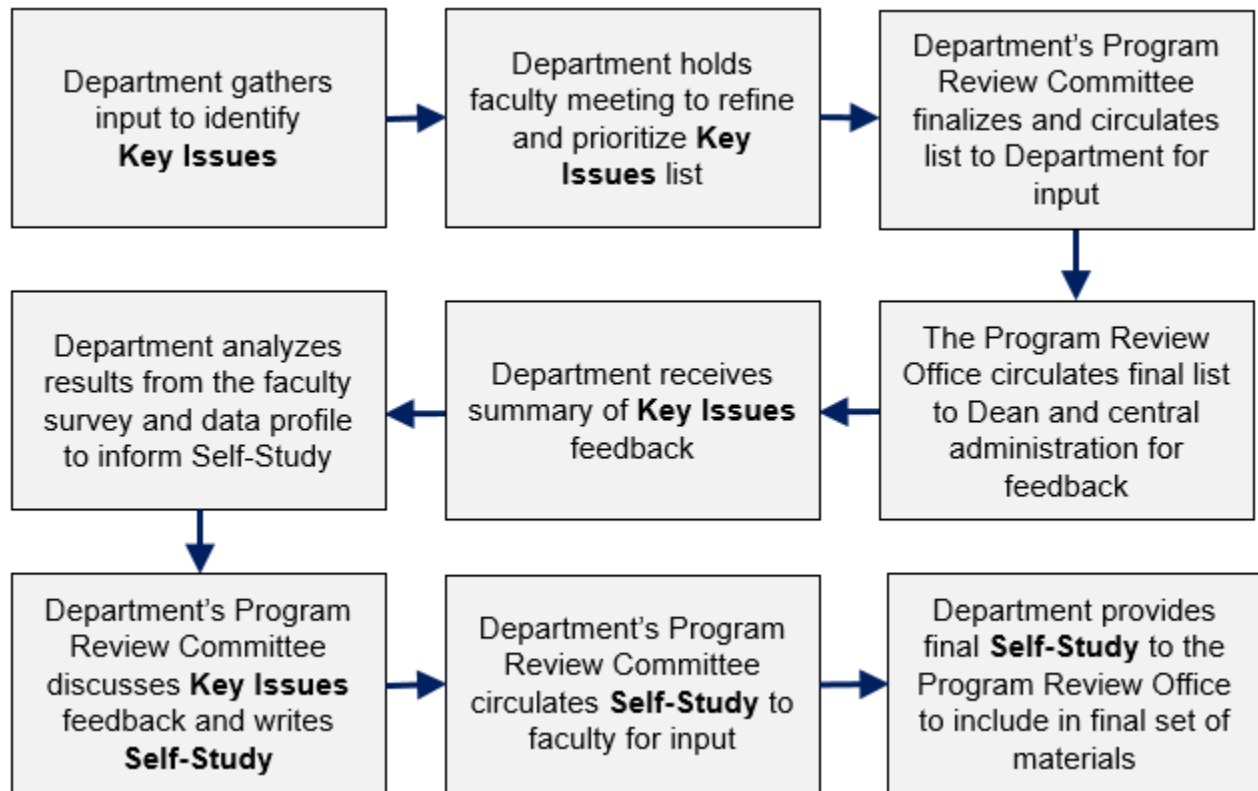 Department gathers
input to identify
Key Issues
Department holds
faculty meeting to refine
and prioritize Key
Issues list
Department's Program
Review Committee
finalizes and circulates
list to Department for
input
The Program Review
Office circulates final list
to Dean and central
administration for
feedback
Department receives
summary of Key Issues
feedback
Department analyzes
results from the faculty
survey and data profile
to inform Self-Study
Department's Program
Review Committee
discusses Key Issues
feedback and writes
Self-Study
Department's Program
Review Committee
circulates Self-Study to
faculty for input
Department provides
final Self-Study to the
Program Review Office
to include in final set of
materials